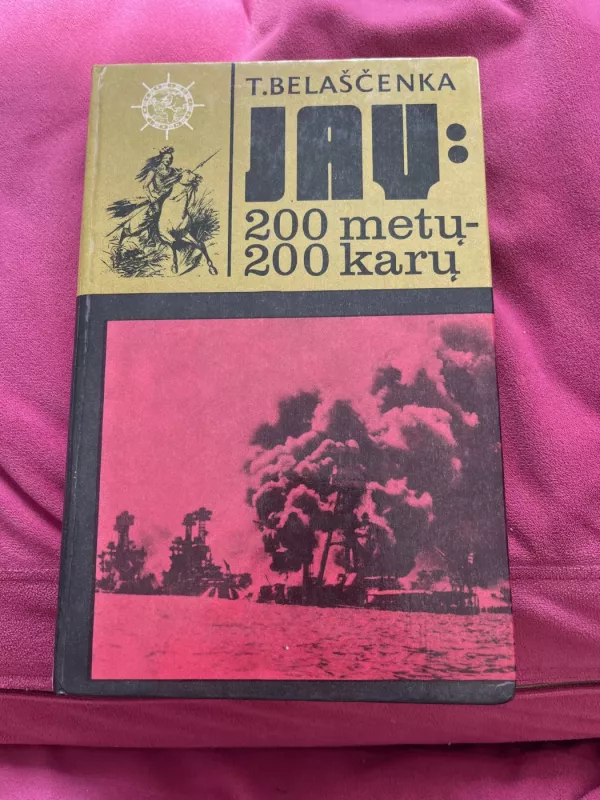 T.BELAŠČENKA
JAV:
200 metų-
200 karų